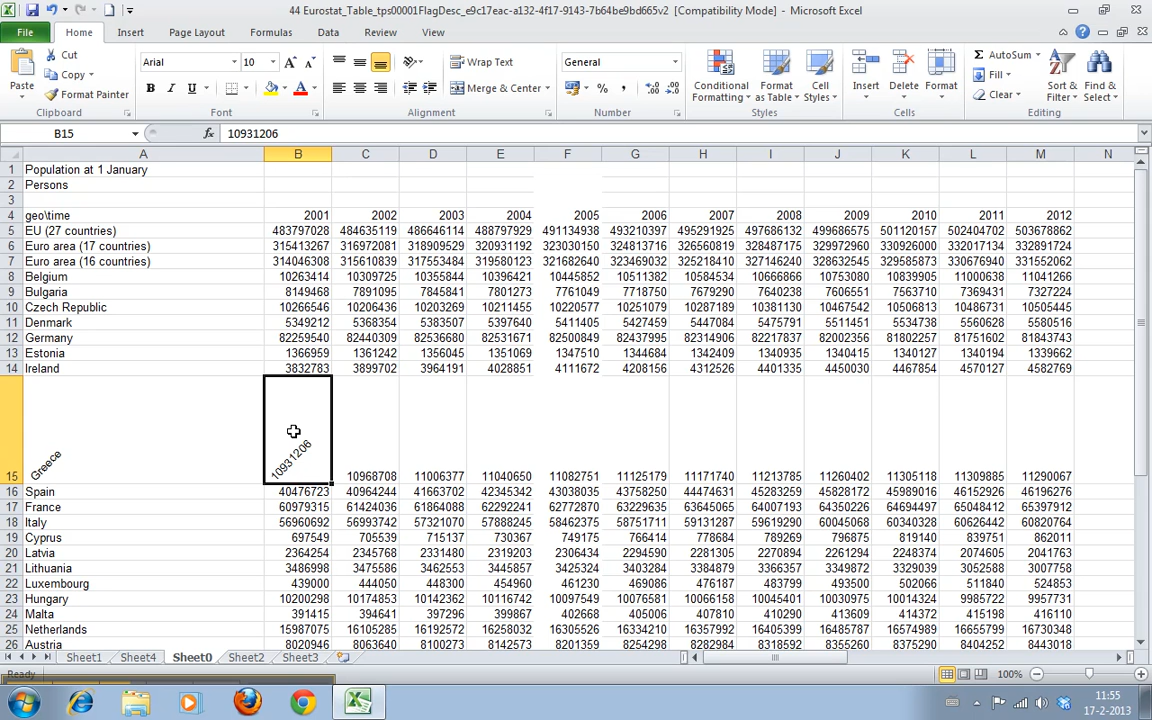 44 Eurostat_Table_tps00001FlagDesc_e9c17eac-a132-4f17-9143-7b64be9bd665v2 [Compatibility Mode] - Microsoft Excel
File Home Insert Page Layout Formulas Data Review View
Paste Cut Copy Format Painter Clipboard
Arial 10 B I U A Font
Wrap Text Merge & Center Alignment
General % , Number
Conditional Formatting Format as Table Cell Styles Styles
Insert Delete Format Cells
Σ AutoSum Fill Clear Sort & Filter Find & Select Editing
B15 fx 10931206
A B C D E F G H I J K L M N
1 Population at 1 January
2 Persons
3
4 geo\time 2001 2002 2003 2004 2005 2006 2007 2008 2009 2010 2011 2012
5 EU (27 countries) 483797028 484635119 486646114 488797929 491134938 493210397 495291925 497686132 499686575 501120157 502404702 503678862
6 Euro area (17 countries) 315413267 316972081 318909529 320931192 323030150 324813716 326560819 328487175 329972960 330926000 332017134 332891724
7 Euro area (16 countries) 314046308 315610839 317553484 319580123 321682640 323469032 325218410 327146240 328632545 329585873 330676940 331552062
8 Belgium 10263414 10309725 10355844 10396421 10445852 10511382 10584534 10666866 10753080 10839905 11000638 11041266
9 Bulgaria 8149468 7891095 7845841 7801273 7761049 7718750 7679290 7640238 7606551 7563710 7369431 7327224
10 Czech Republic 10266546 10206436 10203269 10211455 10220577 10251079 10287189 10381130 10467542 10506813 10486731 10505445
11 Denmark 5349212 5368354 5383507 5397640 5411405 5427459 5447084 5475791 5511451 5534738 5560628 5580516
12 Germany 82259540 82440309 82536680 82531671 82500849 82437995 82314906 82217837 82002356 81802257 81751602 81843743
13 Estonia 1366959 1361242 1356045 1351069 1347510 1344684 1342409 1340935 1340415 1340127 1340194 1339662
14 Ireland 3832783 3899702 3964191 4028851 4111672 4208156 4312526 4401335 4450030 4467854 4570127 4582769
15 Greece 10931206 10968708 11006377 11040650 11082751 11125179 11171740 11213785 11260402 11305118 11309885 11290067
16 Spain 40476723 40964244 41663702 42345342 43038035 43758250 44474631 45283259 45828172 45989016 46152926 46196276
17 France 60979315 61424036 61864088 62292241 62772870 63229635 63645065 64007193 64350226 64694497 65048412 65397912
18 Italy 56960692 56993742 57321070 57888245 58462375 58751711 59131287 59619290 60045068 60340328 60626442 60820764
19 Cyprus 697549 705539 715137 730367 749175 766414 778684 789269 796875 819140 839751 862011
20 Latvia 2364254 2345768 2331480 2319203 2306434 2294590 2281305 2270894 2261294 2248374 2074605 2041763
21 Lithuania 3486998 3475586 3462553 3445857 3425324 3403284 3384879 3366357 3349872 3329039 3052588 3007758
22 Luxembourg 439000 444050 448300 454960 461230 469086 476187 483799 493500 502066 511840 524853
23 Hungary 10200298 10174853 10142362 10116742 10097549 10076581 10066158 10045401 10030975 10014324 9985722 9957731
24 Malta 391415 394641 397296 399867 402668 405006 407810 410290 413609 414372 415198 416110
25 Netherlands 15987075 16105285 16192572 16258032 16305526 16334210 16357992 16405399 16485787 16574989 16655799 16730348
26 Austria 8020946 8063640 8100273 8142573 8201359 8254298 8282984 8318592 8355260 8375290 8404252 8443018
Sheet1 Sheet4 Sheet0 Sheet2 Sheet3
Ready 100%
11:55
17-2-2013